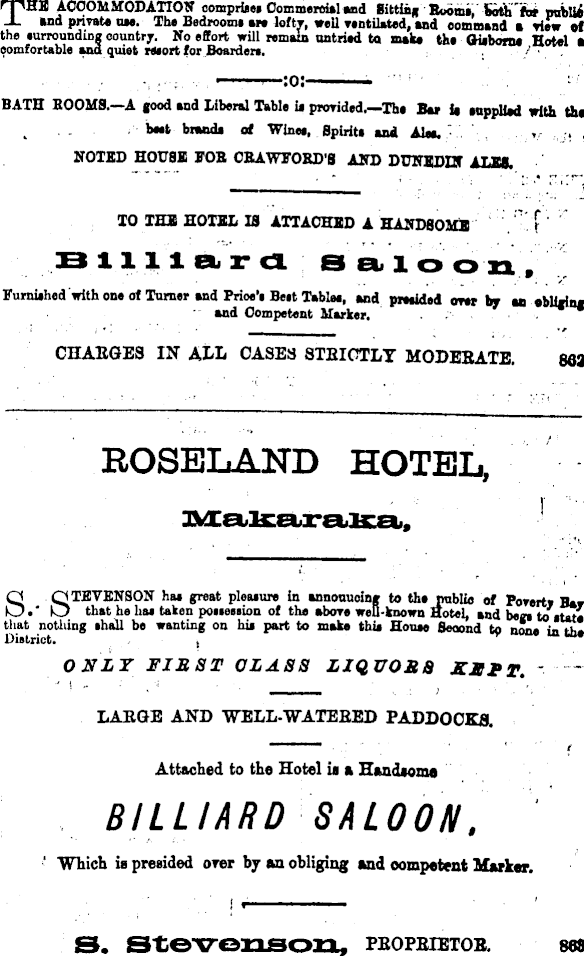 THE ACCOMMODATION comprises Commercial and Sitting Rooms, both for public
and private use. The Bedrooms are lofty, well ventilated, and command a view of
the surrounding country. No effort will remain untried to make the Gisborne Hotel a
comfortable and quiet resort for Boarders.
:o:
BATH ROOMS.—A good and Liberal Table is provided.—The Bar is supplied with the
best brands of Wines, Spirits and Ales.
NOTED HOUSE FOR CRAWFORD'S AND DUNEDIN ALES.
TO THE HOTEL IS ATTACHED A HANDSOME
Billiard Saloon,
Furnished with one of Turner and Price's Best Tables, and presided over by an obliging
and Competent Marker.
CHARGES IN ALL CASES STRICTLY MODERATE. 862
ROSELAND HOTEL,
Makaraka,
S. STEVENSON has great pleasure in annouucing to the public of Poverty Bay
that he has taken possession of the above well-known Hotel, and begs to state
that nothing shall be wanting on his part to make this House Second to none in the
District.
ONLY FIRST CLASS LIQUORS KEPT.
LARGE AND WELL-WATERED PADDOCKS.
Attached to the Hotel is a Handsome
BILLIARD SALOON,
Which is presided over by an obliging and competent Marker.
S. Stevenson, PROPRIETOR. 863